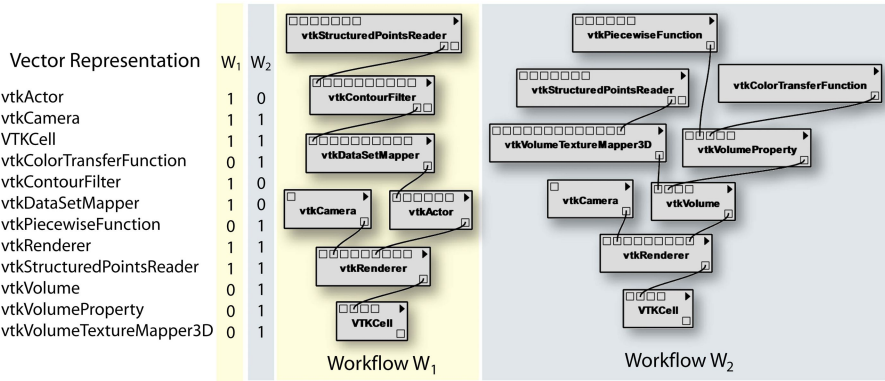 Vector Representation W1 W2
vtkActor 1 0
vtkCamera 1 1
VTKCell 1 1
vtkColorTransferFunction 0 1
vtkContourFilter 1 0
vtkDataSetMapper 1 0
vtkPiecewiseFunction 0 1
vtkRenderer 1 1
vtkStructuredPointsReader 1 1
vtkVolume 0 1
vtkVolumeProperty 0 1
vtkVolumeTextureMapper3D 0 1
vtkStructuredPointsReader
vtkContourFilter
vtkDataSetMapper
vtkCamera
vtkActor
vtkRenderer
VTKCell
Workflow W1
vtkPiecewiseFunction
vtkStructuredPointsReader
vtkColorTransferFunction
vtkVolumeTextureMapper3D
vtkVolumeProperty
vtkCamera
vtkVolume
vtkRenderer
VTKCell
Workflow W2